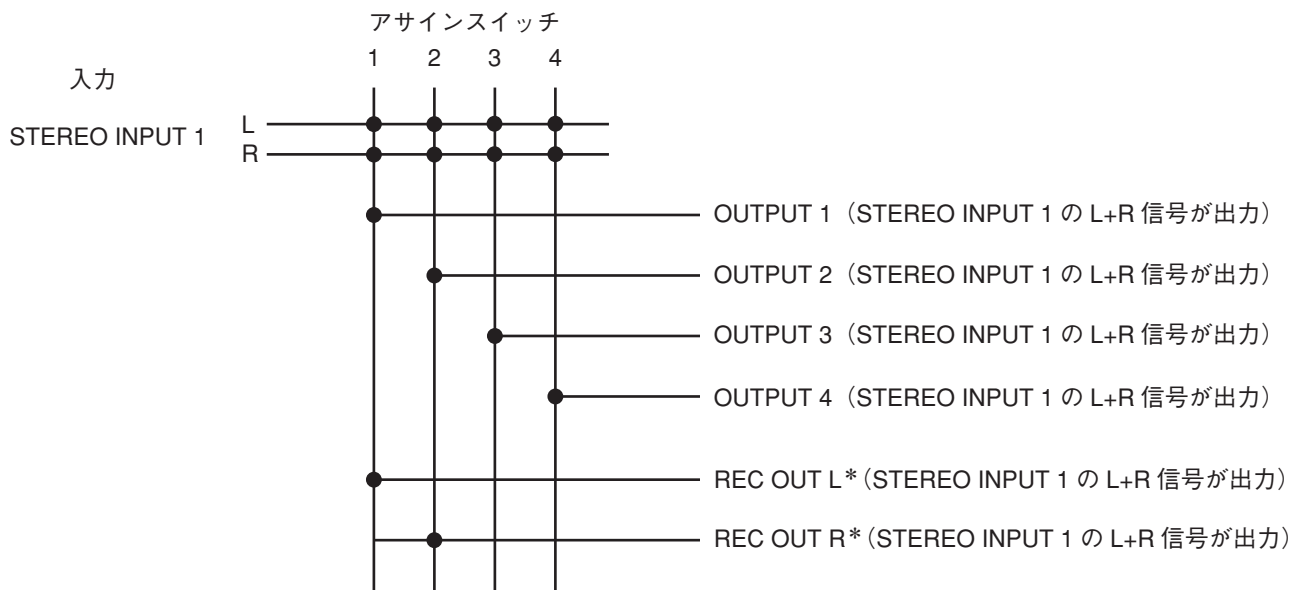 アサインスイッチ
1 2 3 4
入力
STEREO INPUT 1
L
R
OUTPUT 1（STEREO INPUT 1 の L+R 信号が出力）
OUTPUT 2（STEREO INPUT 1 の L+R 信号が出力）
OUTPUT 3（STEREO INPUT 1 の L+R 信号が出力）
OUTPUT 4（STEREO INPUT 1 の L+R 信号が出力）
REC OUT L*（STEREO INPUT 1 の L+R 信号が出力）
REC OUT R*（STEREO INPUT 1 の L+R 信号が出力）